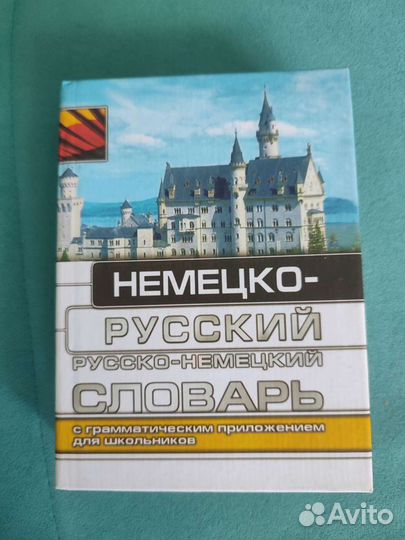 НЕМЕЦКО-
РУССКИЙ
РУССКО-НЕМЕЦКИЙ
СЛОВАРЬ
с грамматическим приложением
для школьников
Avito